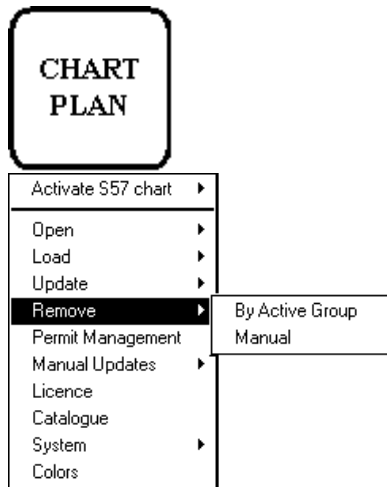 CHART
PLAN
Activate S57 chart
Open
Load
Update
Remove
By Active Group
Permit Management
Manual
Manual Updates
Licence
Catalogue
System
Colors